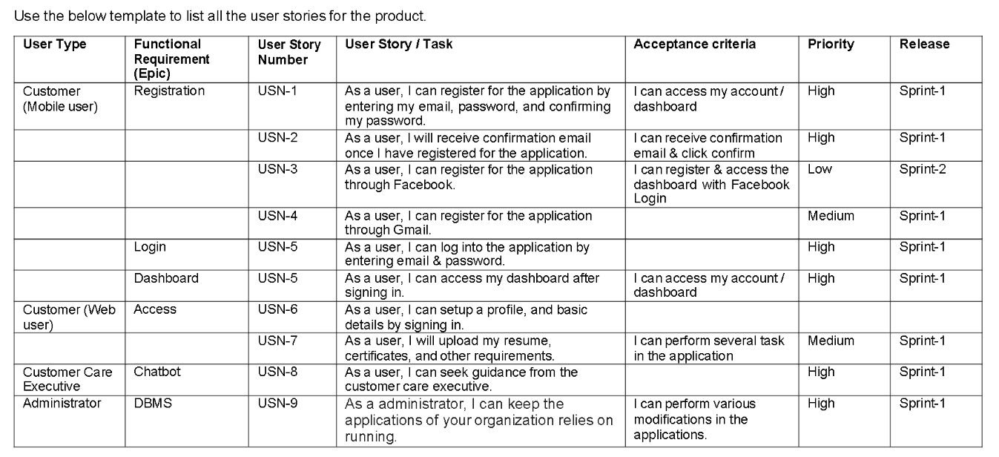 Use the below template to list all the user stories for the product.
User Type
Functional
Requirement
(Epic)
User Story
Number
User Story / Task
Acceptance criteria
Priority
Release
Customer
(Mobile user)
Registration
USN-1
As a user, I can register for the application by
entering my email, password, and confirming
my password.
I can access my account /
dashboard
High
Sprint-1
USN-2
As a user, I will receive confirmation email
once I have registered for the application.
I can receive confirmation
email & click confirm
High
Sprint-1
USN-3
As a user, I can register for the application
through Facebook.
I can register & access the
dashboard with Facebook
Login
Low
Sprint-2
USN-4
As a user, I can register for the application
through Gmail.
Medium
Sprint-1
Login
USN-5
As a user, I can log into the application by
entering email & password.
High
Sprint-1
Dashboard
USN-5
As a user, I can access my dashboard after
signing in.
I can access my account /
dashboard
High
Sprint-1
Customer (Web
user)
Access
USN-6
As a user, I can setup a profile, and basic
details by signing in.
USN-7
As a user, I will upload my resume,
certificates, and other requirements.
I can perform several task
in the application
Medium
Sprint-1
Customer Care
Executive
Chatbot
USN-8
As a user, I can seek guidance from the
customer care executive.
High
Sprint-1
Administrator
DBMS
USN-9
As a administrator, I can keep the
applications of your organization relies on
running.
I can perform various
modifications in the
applications.
High
Sprint-1